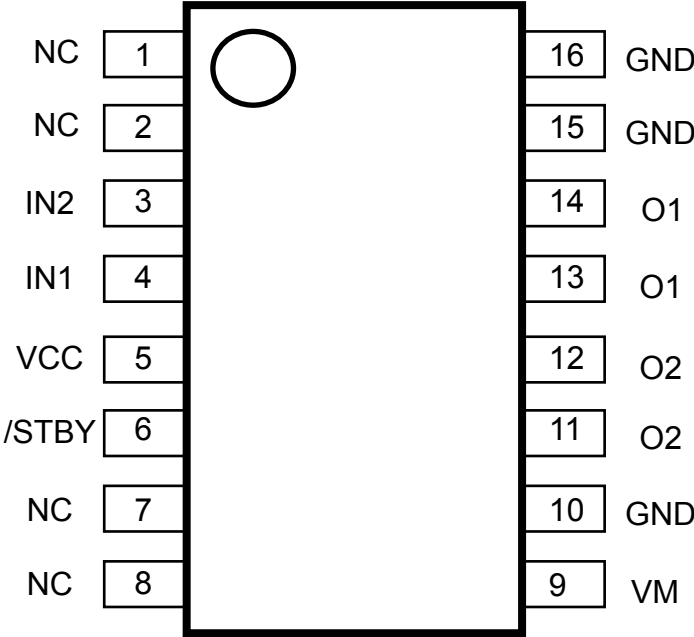 NC 1 16 GND
NC 2 15 GND
IN2 3 14 O1
IN1 4 13 O1
VCC 5 12 O2
/STBY 6 11 O2
NC 7 10 GND
NC 8 9 VM